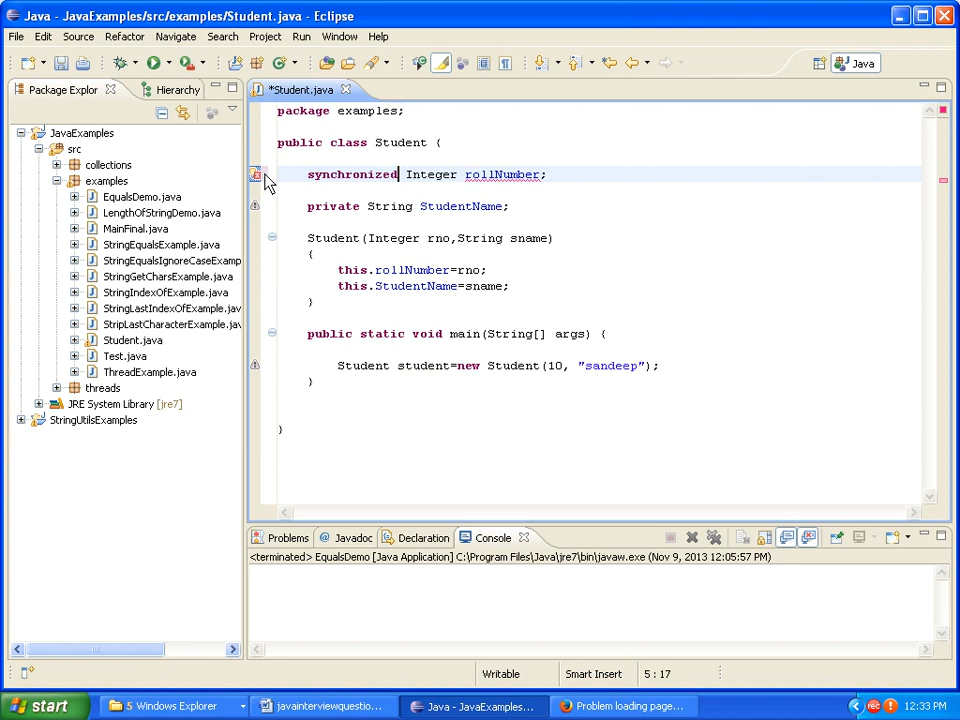 Java - JavaExamples/src/examples/Student.java - Eclipse
File Edit Source Refactor Navigate Search Project Run Window Help
Java
Package Explor
Hierarchy
*Student.java
JavaExamples
src
collections
examples
EqualsDemo.java
LengthOfStringDemo.java
MainFinal.java
StringEqualsExample.java
StringEqualsIgnoreCaseExamp
StringGetCharsExample.java
StringIndexOfExample.java
StringLastIndexOfExample.jav
StripLastCharacterExample.jav
Student.java
Test.java
ThreadExample.java
threads
JRE System Library [jre7]
StringUtilsExamples
package examples;
public class Student {
synchronized Integer rollNumber;
private String StudentName;
Student(Integer rno,String sname)
{
this.rollNumber=rno;
this.StudentName=sname;
}
public static void main(String[] args) {
Student student=new Student(10, "sandeep");
}
}
Problems @ Javadoc Declaration Console
<terminated> EqualsDemo [Java Application] C:\Program Files\Java\jre7\bin\javaw.exe (Nov 9, 2013 12:05:57 PM)
Writable Smart Insert 5 : 17
start 5 Windows Explorer javainterviewquestio... Java - JavaExamples... Problem loading page... rec 12:33 PM